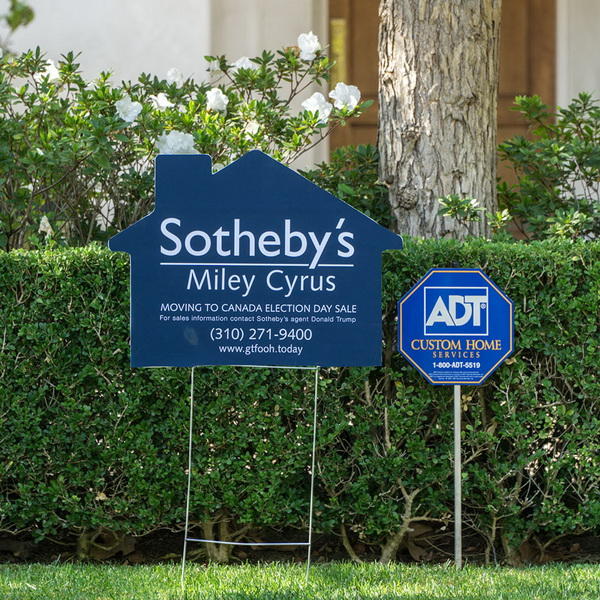 Sotheby's
Miley Cyrus
MOVING TO CANADA ELECTION DAY SALE
For sales information contact Sotheby's agent Donald Trump
(310) 271-9400
www.gtfooh.today
ADT
CUSTOM HOME
SERVICES
1-800-ADT-5519